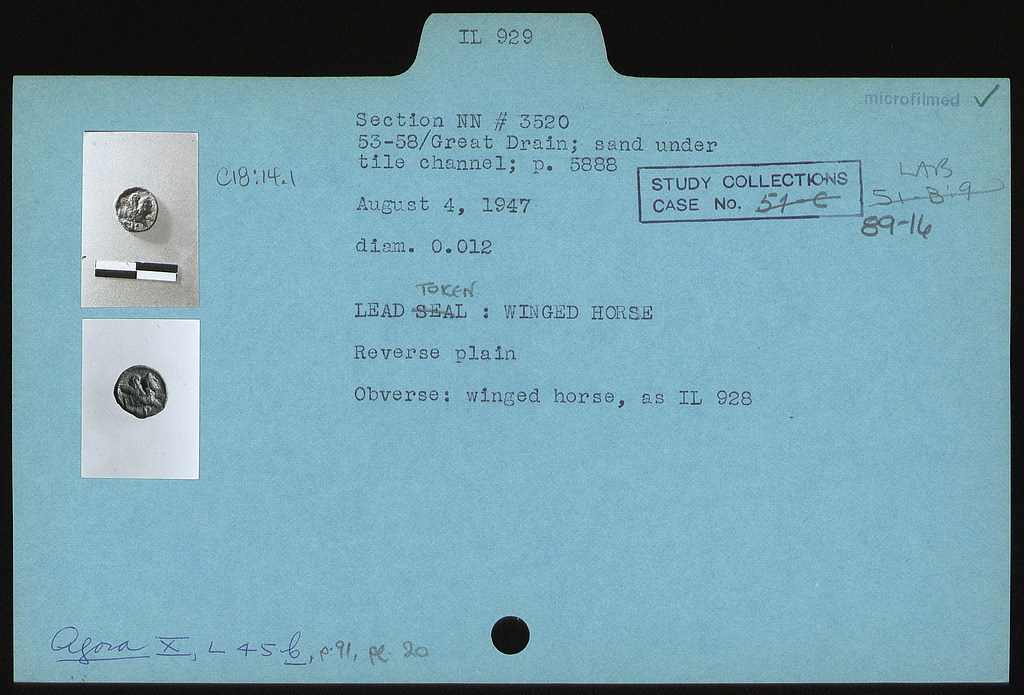 IL 929
microfilmed ✓
Section NN # 3520
53-58/Great Drain; sand under
tile channel; p. 5888
C18:14.1
STUDY COLLECTIONS
CASE No. 51-C
LAB
51-B-9
89-16
August 4, 1947
diam. 0.012
TOKEN
LEAD SEAL : WINGED HORSE
Reverse plain
Obverse: winged horse, as IL 928
Agora X, L 45 b, p. 91, pl. 20